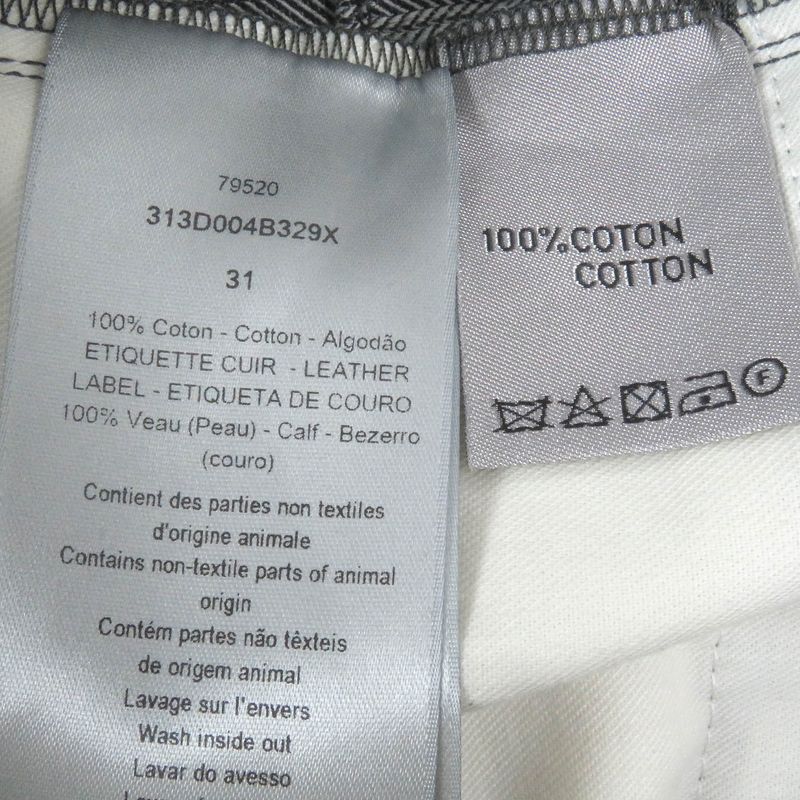 79520
313D004B329X
31
100% Coton - Cotton - Algodão
ETIQUETTE CUIR - LEATHER
LABEL - ETIQUETA DE COURO
100% Veau (Peau) - Calf - Bezerro
(couro)
Contient des parties non textiles
d'origine animale
Contains non-textile parts of animal
origin
Contém partes não têxteis
de origem animal
Lavage sur l'envers
Wash inside out
Lavar do avesso
100%COTON
COTTON
F